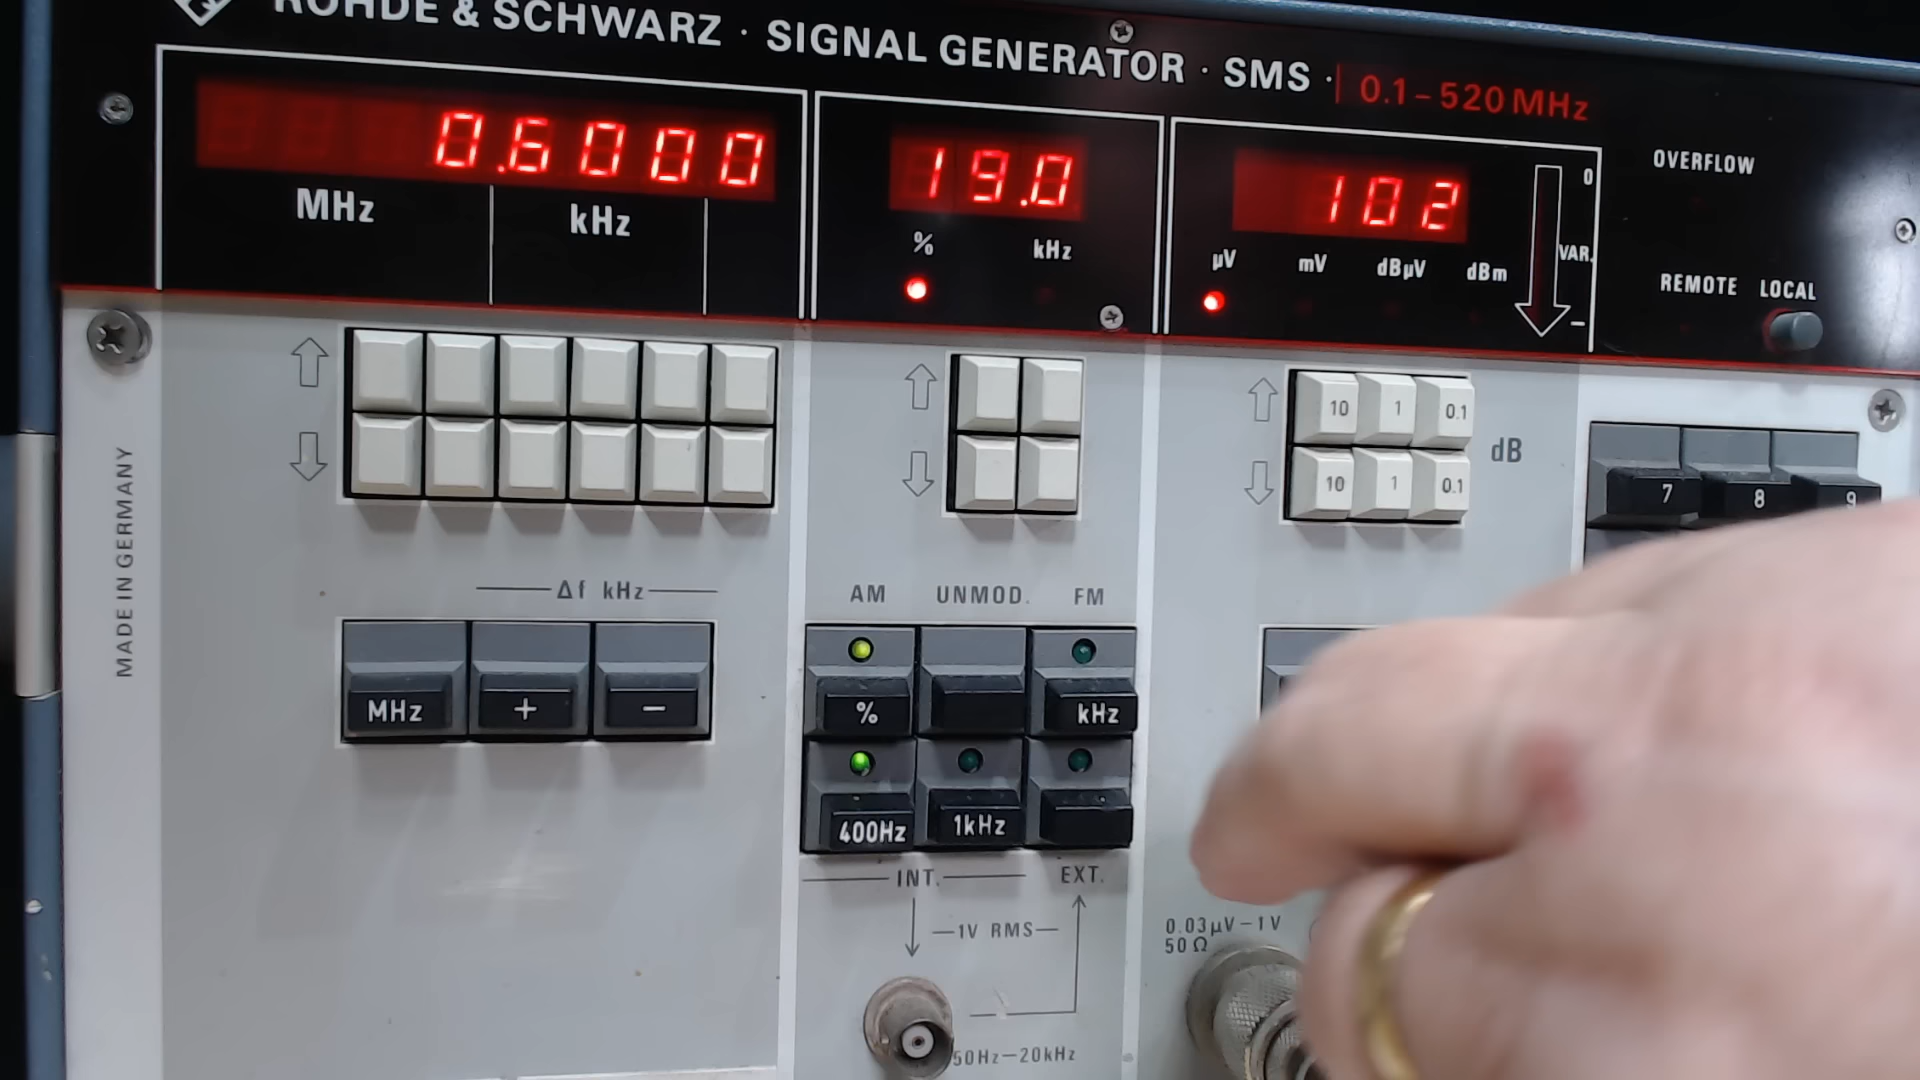 ROHDE & SCHWARZ · SIGNAL GENERATOR · SMS · 0.1 – 520 MHz
0.6000
MHz
kHz
19.0
%
kHz
102
µV
mV
dBµV
dBm
0
VAR.
–
OVERFLOW
REMOTE
LOCAL
MADE IN GERMANY
10
1
0.1
10
1
0.1
dB
7
8
9
Δf kHz
MHz
+
–
AM
UNMOD.
FM
%
kHz
400Hz
1kHz
INT.
EXT.
1V RMS
50Hz–20kHz
0.03µV–1V
50Ω